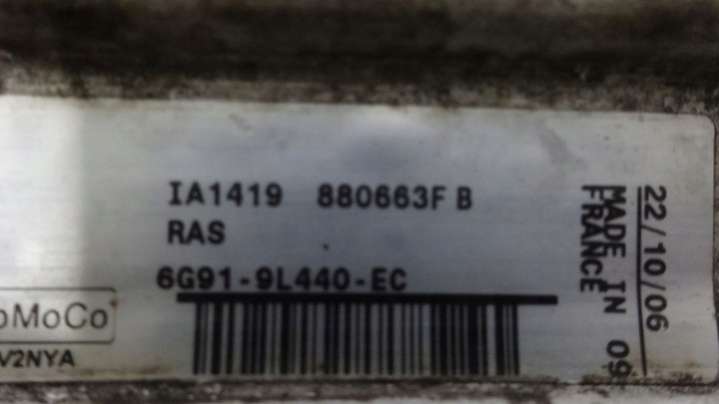 IA1419 880663F B
RAS
6G91-9L440-EC
oMoCo
V2NYA
22/10/06
MADE IN 09
FRANCE